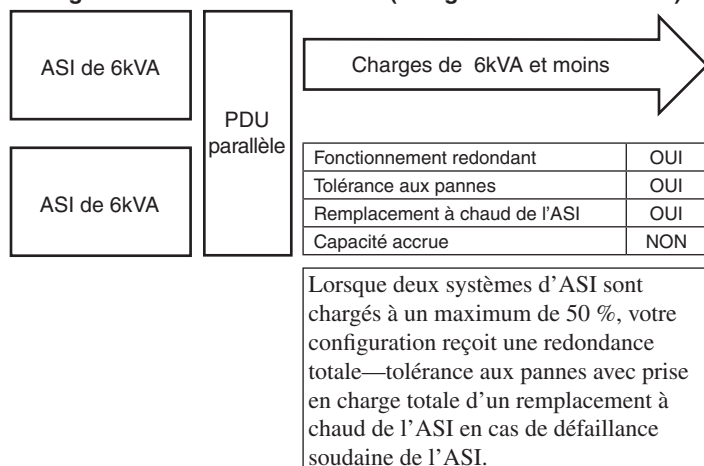 ASI de 6kVA
ASI de 6kVA
PDU
parallèle
Charges de 6kVA et moins
Fonctionnement redondant OUI
Tolérance aux pannes OUI
Remplacement à chaud de l’ASI OUI
Capacité accrue NON
Lorsque deux systèmes d’ASI sont
chargés à un maximum de 50 %, votre
configuration reçoit une redondance
totale—tolérance aux pannes avec prise
en charge totale d’un remplacement à
chaud de l’ASI en cas de défaillance
soudaine de l’ASI.